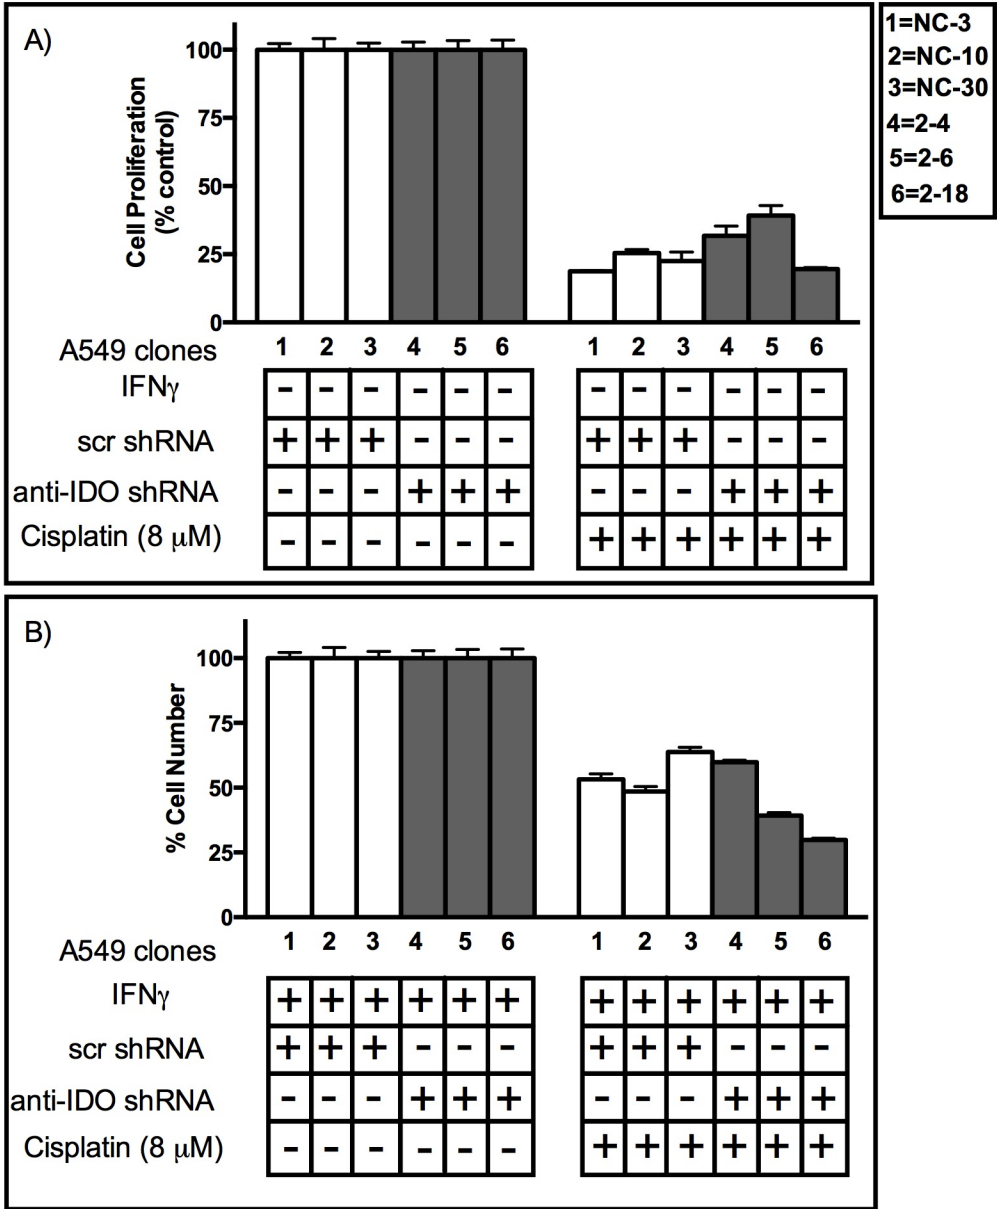 A)
Cell Proliferation
(% control)
100
75
50
25
0
A549 clones
1 2 3 4 5 6 1 2 3 4 5 6
IFNγ - - - - - - - - - - - -
scr shRNA + + + - - - + + + - - -
anti-IDO shRNA - - - + + + - - - + + +
Cisplatin (8 μM) - - - - - - + + + + + +
1=NC-3
2=NC-10
3=NC-30
4=2-4
5=2-6
6=2-18
B)
% Cell Number
100
75
50
25
0
A549 clones
1 2 3 4 5 6 1 2 3 4 5 6
IFNγ + + + + + + + + + + + +
scr shRNA + + + - - - + + + - - -
anti-IDO shRNA - - - + + + - - - + + +
Cisplatin (8 μM) - - - - - - + + + + + +